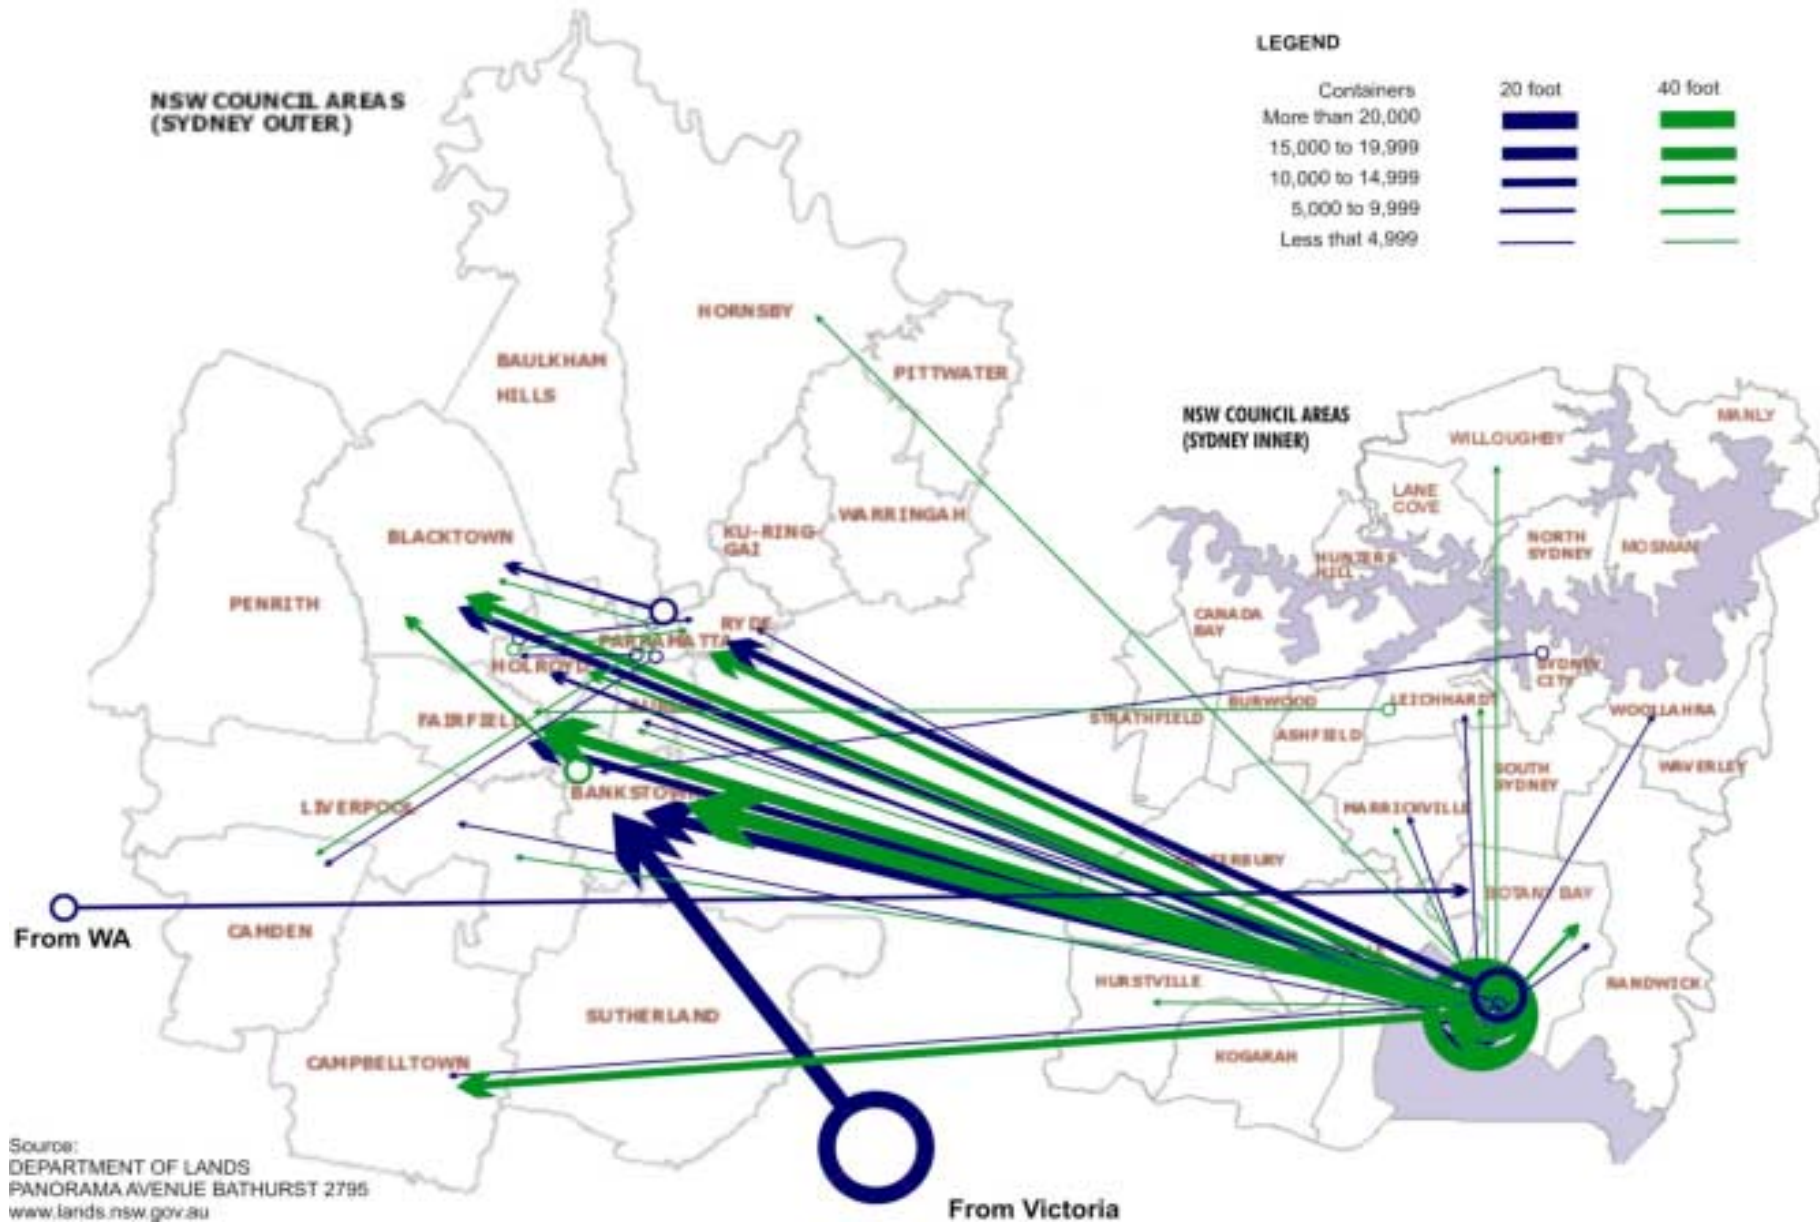 NSW COUNCIL AREAS
(SYDNEY OUTER)
LEGEND
Containers 20 foot 40 foot
More than 20,000
15,000 to 19,999
10,000 to 14,999
5,000 to 9,999
Less that 4,999
HORNSBY
BAULKHAM
HILLS
PITTWATER
NSW COUNCIL AREAS
(SYDNEY INNER)
MANLY
WILLOUGHBY
LANE
COVE
WARRINGAH
KU-RING-
GAI
BLACKTOWN
NORTH
SYDNEY
MOSMAN
HUNTERS
HILL
PENRITH
CANADA
BAY
RYDE
PARRAMATTA
HOLROYD
SYDNEY
CITY
FAIRFIELD
STRATHFIELD
BURWOOD
LEICHHARDT
WOOLLAHRA
ASHFIELD
SOUTH
SYDNEY
WAVERLEY
BANKSTOWN
LIVERPOOL
MARRICKVILLE
BOTANY BAY
From WA
CAMDEN
HURSTVILLE
RANDWICK
SUTHERLAND
CAMPBELLTOWN
KOGARAH
Source:
DEPARTMENT OF LANDS
PANORAMA AVENUE BATHURST 2795
www.lands.nsw.gov.au
From Victoria